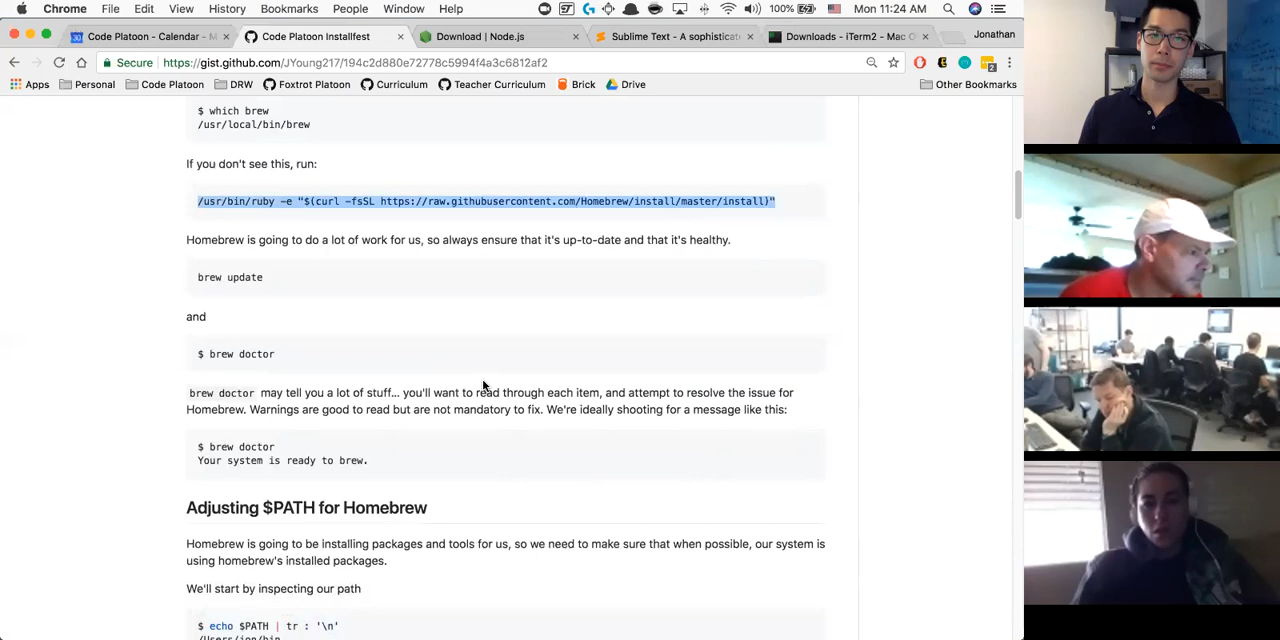 Chrome File Edit View History Bookmarks People Window Help 100% Mon 11:24 AM
Code Platoon - Calendar - M Code Platoon Installfest Download | Node.js Sublime Text - A sophisticat Downloads - iTerm2 - Mac O Jonathan
Secure https://gist.github.com/JYoung217/194c2d880e72778c5994f4a3c6812af2
Apps Personal Code Platoon DRW Foxtrot Platoon Curriculum Teacher Curriculum Brick Drive Other Bookmarks
$ which brew
/usr/local/bin/brew
If you don't see this, run:
/usr/bin/ruby -e "$(curl -fsSL https://raw.githubusercontent.com/Homebrew/install/master/install)"
Homebrew is going to do a lot of work for us, so always ensure that it's up-to-date and that it's healthy.
brew update
and
$ brew doctor
brew doctor may tell you a lot of stuff... you'll want to read through each item, and attempt to resolve the issue for
Homebrew. Warnings are good to read but are not mandatory to fix. We're ideally shooting for a message like this:
$ brew doctor
Your system is ready to brew.
Adjusting $PATH for Homebrew
Homebrew is going to be installing packages and tools for us, so we need to make sure that when possible, our system is
using homebrew's installed packages.
We'll start by inspecting our path
$ echo $PATH | tr : '\n'
/Users/jon/bin